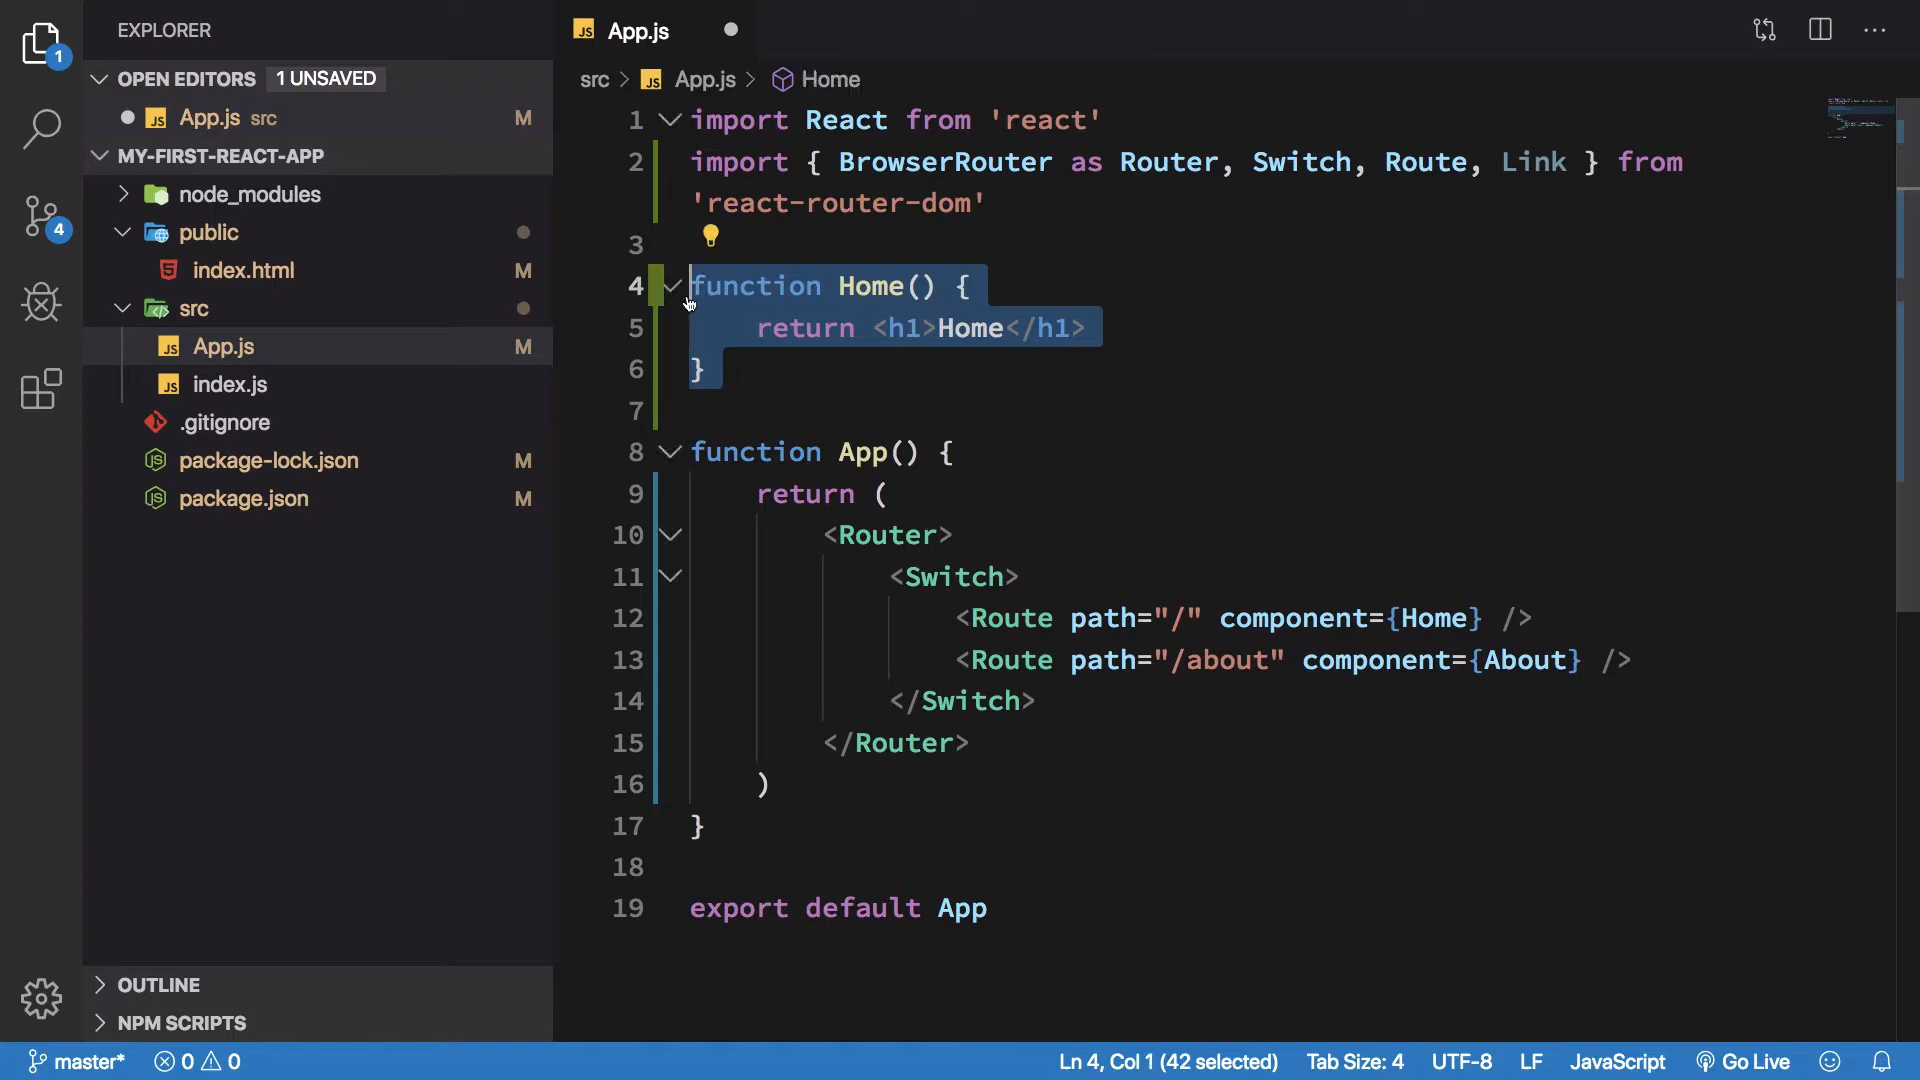 EXPLORER
OPEN EDITORS 1 UNSAVED
App.js src M
MY-FIRST-REACT-APP
node_modules
public
index.html M
src
App.js M
index.js
.gitignore
package-lock.json M
package.json M
OUTLINE
NPM SCRIPTS
1
4
JS App.js
src > JS App.js > Home
1 import React from 'react'
2 import { BrowserRouter as Router, Switch, Route, Link } from
'react-router-dom'
3
4 function Home() {
5 return <h1>Home</h1>
6 }
7
8 function App() {
9 return (
10 <Router>
11 <Switch>
12 <Route path="/" component={Home} />
13 <Route path="/about" component={About} />
14 </Switch>
15 </Router>
16 )
17 }
18
19 export default App
master* 0 0 Ln 4, Col 1 (42 selected) Tab Size: 4 UTF-8 LF JavaScript Go Live